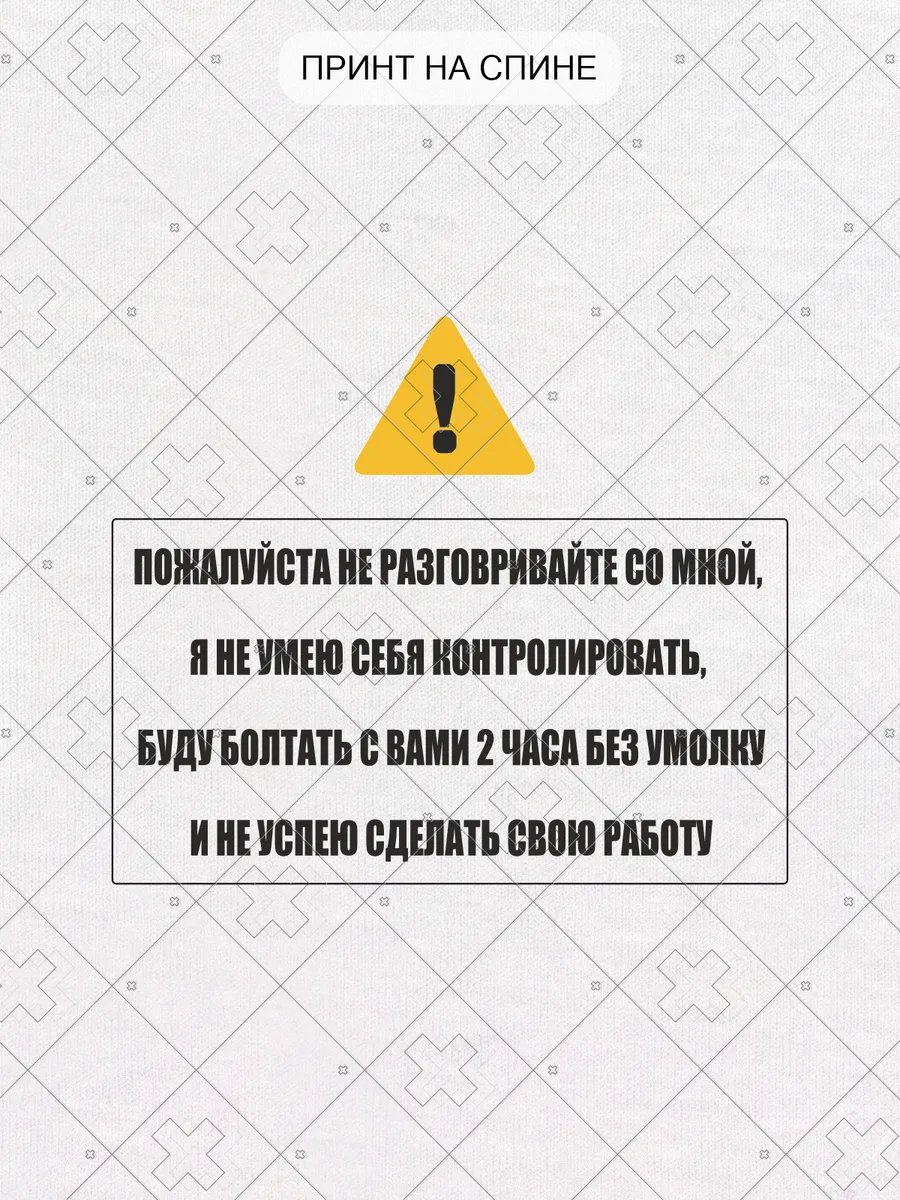 ПРИНТ НА СПИНЕ
ПОЖАЛУЙСТА НЕ РАЗГОВРИВАЙТЕ СО МНОЙ,
Я НЕ УМЕЮ СЕБЯ КОНТРОЛИРОВАТЬ,
БУДУ БОЛТАТЬ С ВАМИ 2 ЧАСА БЕЗ УМОЛКУ
И НЕ УСПЕЮ СДЕЛАТЬ СВОЮ РАБОТУ